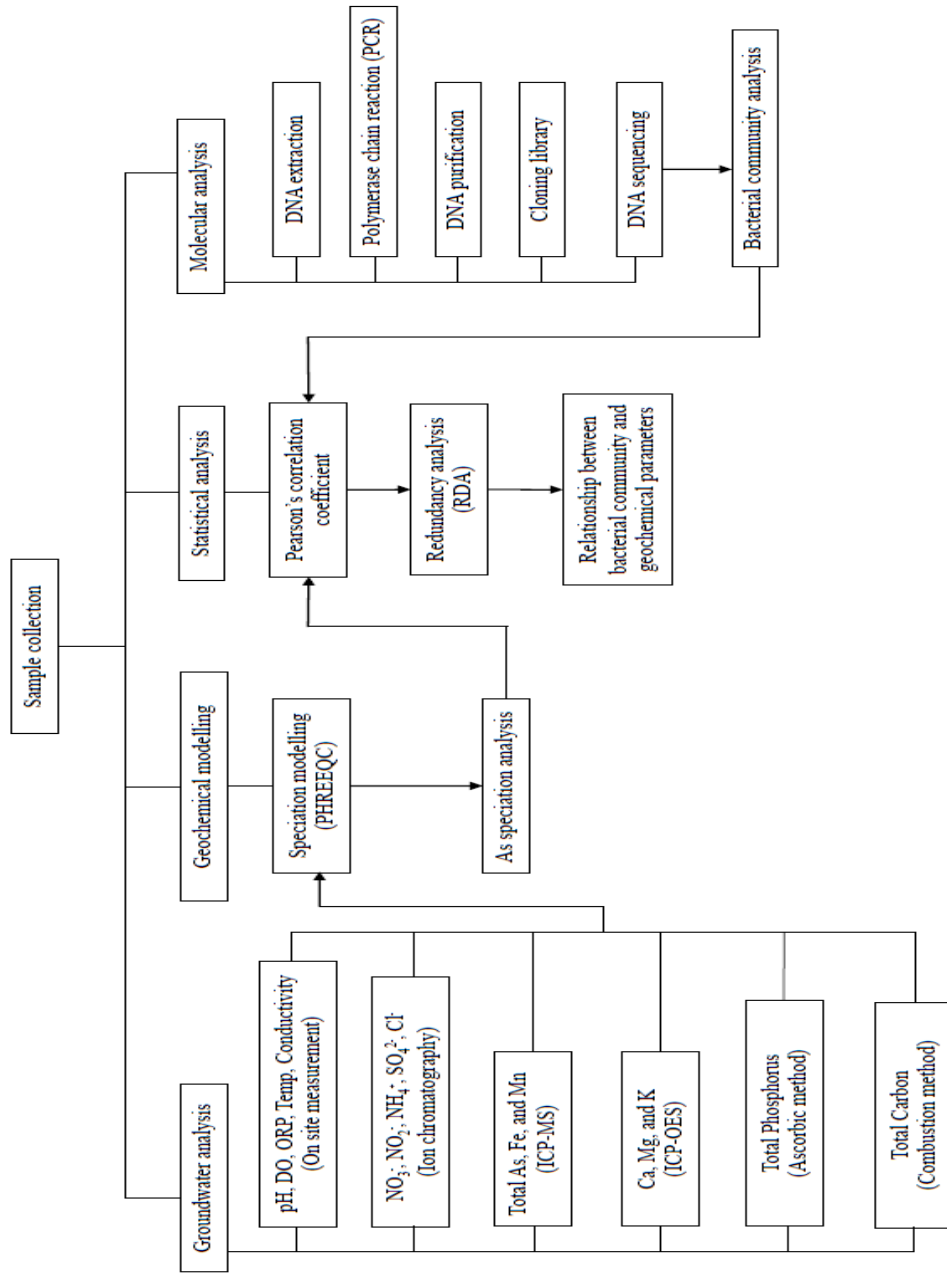 Sample collection
Groundwater analysis
pH, DO, ORP, Temp, Conductivity
(On site measurement)
NO₃⁻, NO₂⁻, NH₄⁺, SO₄²⁻, Cl⁻
(Ion chromatography)
Total As, Fe, and Mn
(ICP-MS)
Ca, Mg, and K
(ICP-OES)
Total Phosphorus
(Ascorbic method)
Total Carbon
(Combustion method)
Geochemical modelling
Speciation modelling
(PHREEQC)
As speciation analysis
Statistical analysis
Pearson's correlation
coefficient
Redundancy analysis
(RDA)
Relationship between
bacterial community and
geochemical parameters
Molecular analysis
DNA extraction
Polymerase chain reaction (PCR)
DNA purification
Cloning library
DNA sequencing
Bacterial community analysis